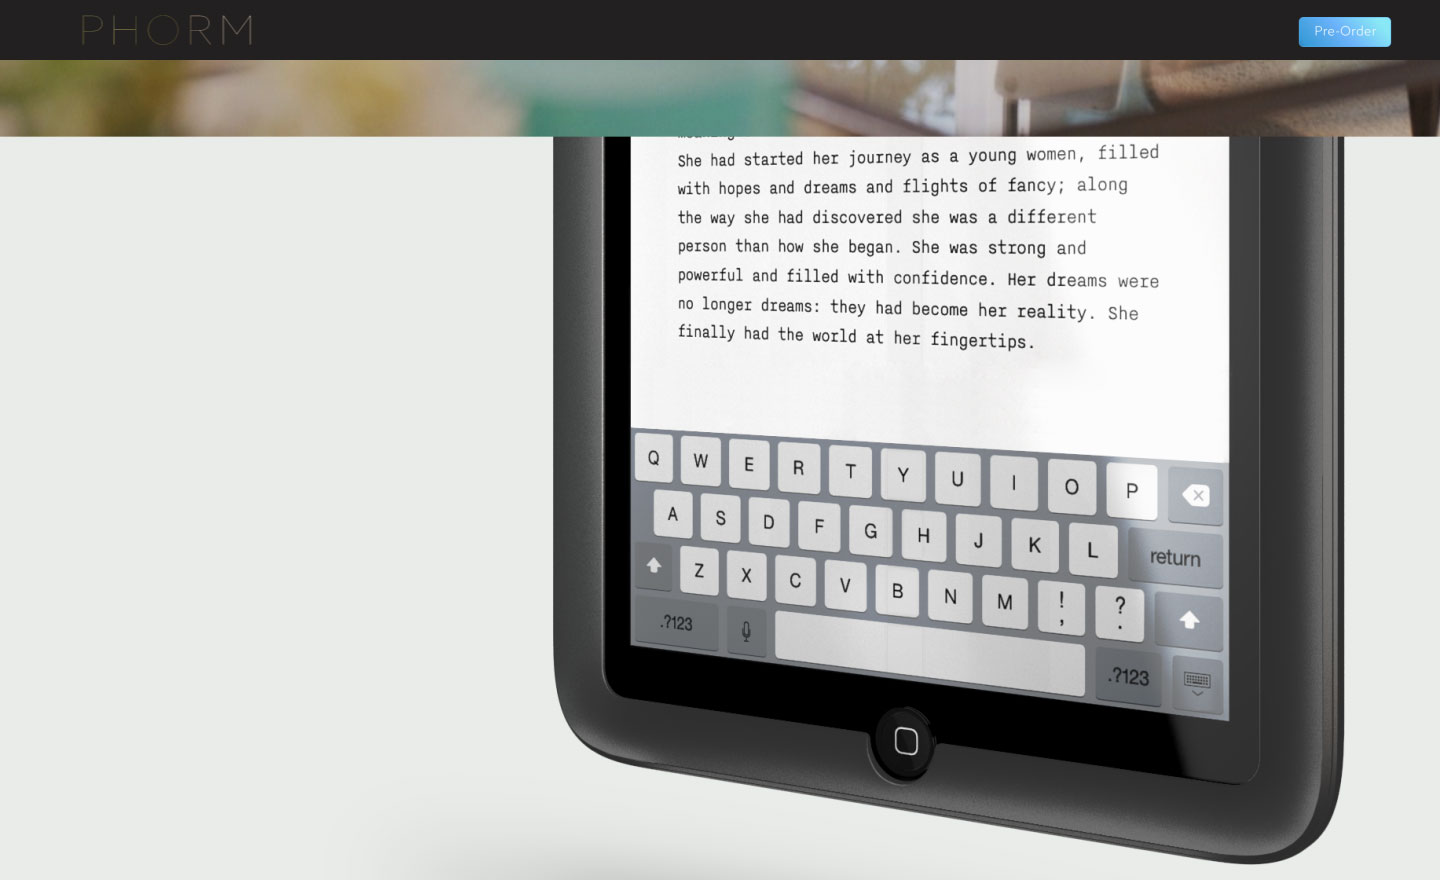 PHORM
Pre-Order
She had started her journey as a young women, filled
with hopes and dreams and flights of fancy; along
the way she had discovered she was a different
person than how she began. She was strong and
powerful and filled with confidence. Her dreams were
no longer dreams: they had become her reality. She
finally had the world at her fingertips.
Q W E R T Y U I O P
A S D F G H J K L return
Z X C V B N M ! , ? .
.?123 .?123